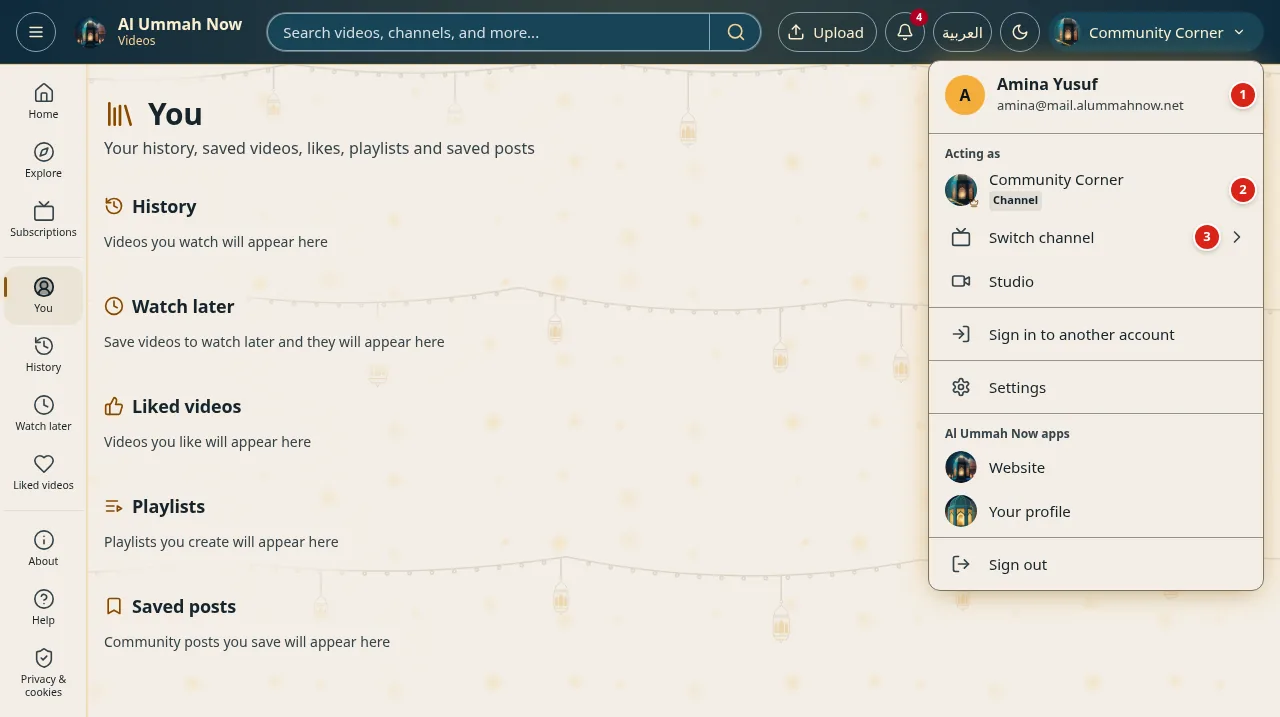 Al Ummah Now
Videos
Search videos, channels, and more...
Upload
4
العربية
Community Corner
Home
Explore
Subscriptions
You
History
Watch later
Liked videos
About
Help
Privacy &
cookies
You
Your history, saved videos, likes, playlists and saved posts
History
Videos you watch will appear here
Watch later
Save videos to watch later and they will appear here
Liked videos
Videos you like will appear here
Playlists
Playlists you create will appear here
Saved posts
Community posts you save will appear here
A
Amina Yusuf
amina@mail.alummahnow.net
1
Acting as
Community Corner
Channel
2
Switch channel
3
Studio
Sign in to another account
Settings
Al Ummah Now apps
Website
Your profile
Sign out